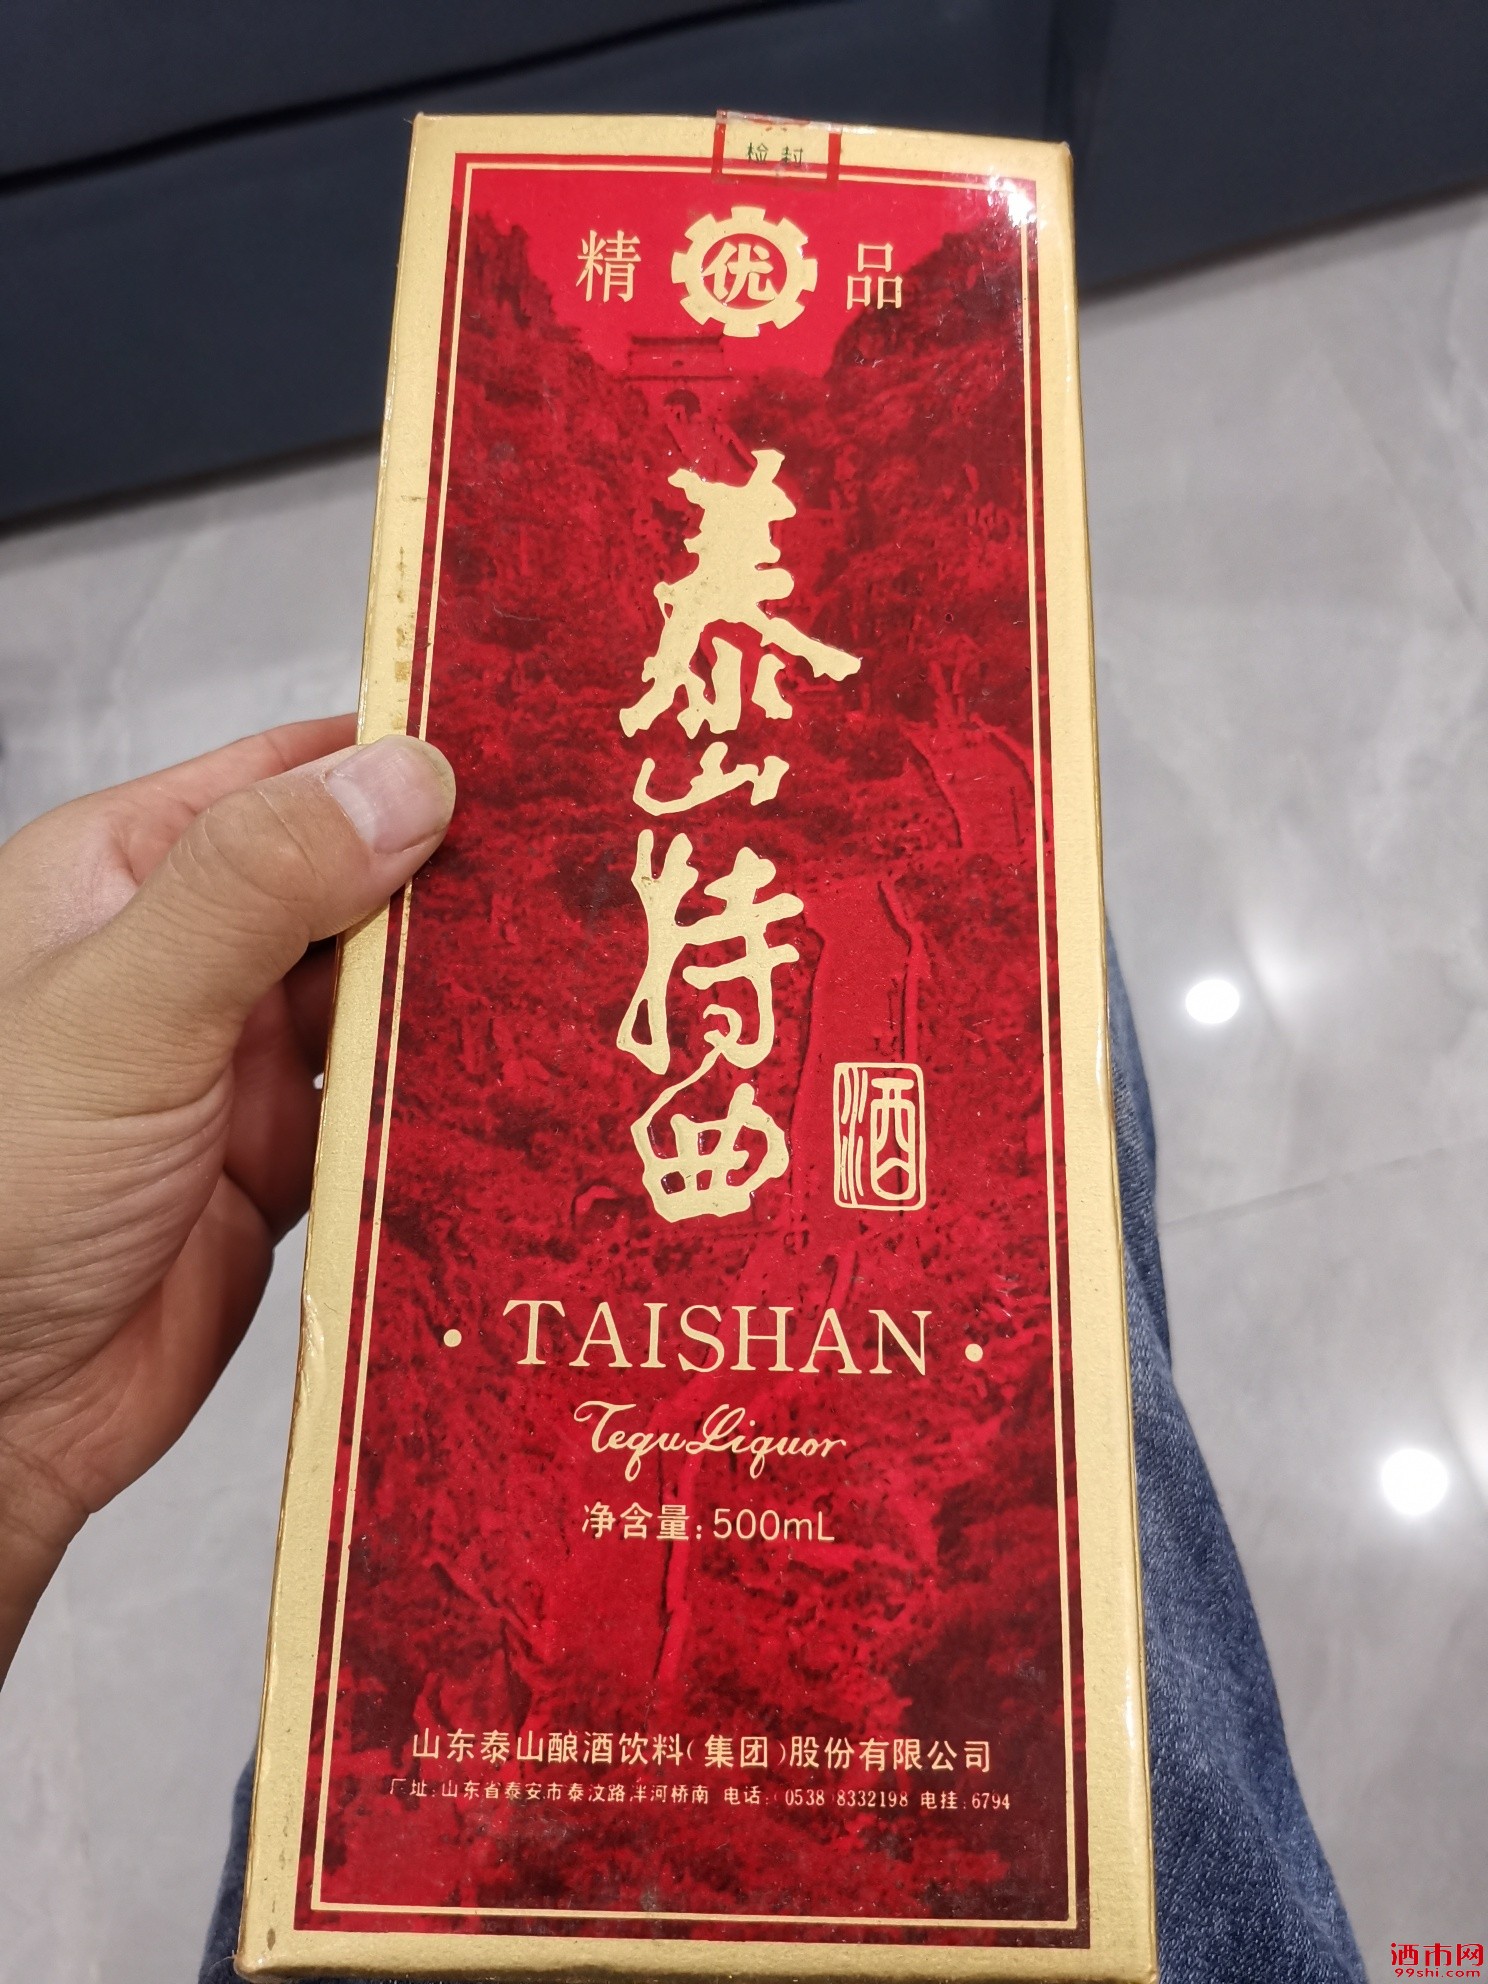 检封
精 优 品
泰山特曲
酒
· TAISHAN ·
Tequ Liquor
净含量: 500mL
山东泰山酿酒饮料(集团)股份有限公司
厂址:山东省泰安市泰汶路泮河桥南 电话:(0538)8332198 电挂:6794
酒市网
99shi.com